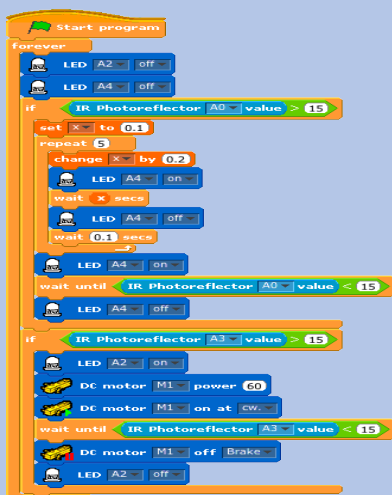 Start program
forever
LED A2 off
LED A4 off
if IR Photoreflector A0 value > 15
set x to 0.1
repeat 5
change x by 0.2
LED A4 on
wait x secs
LED A4 off
wait 0.1 secs
LED A4 on
wait until IR Photoreflector A0 value < 15
LED A4 off
if IR Photoreflector A3 value > 15
LED A2 on
DC motor M1 power 60
DC motor M1 on at cw.
wait until IR Photoreflector A3 value < 15
DC motor M1 off Brake
LED A2 off